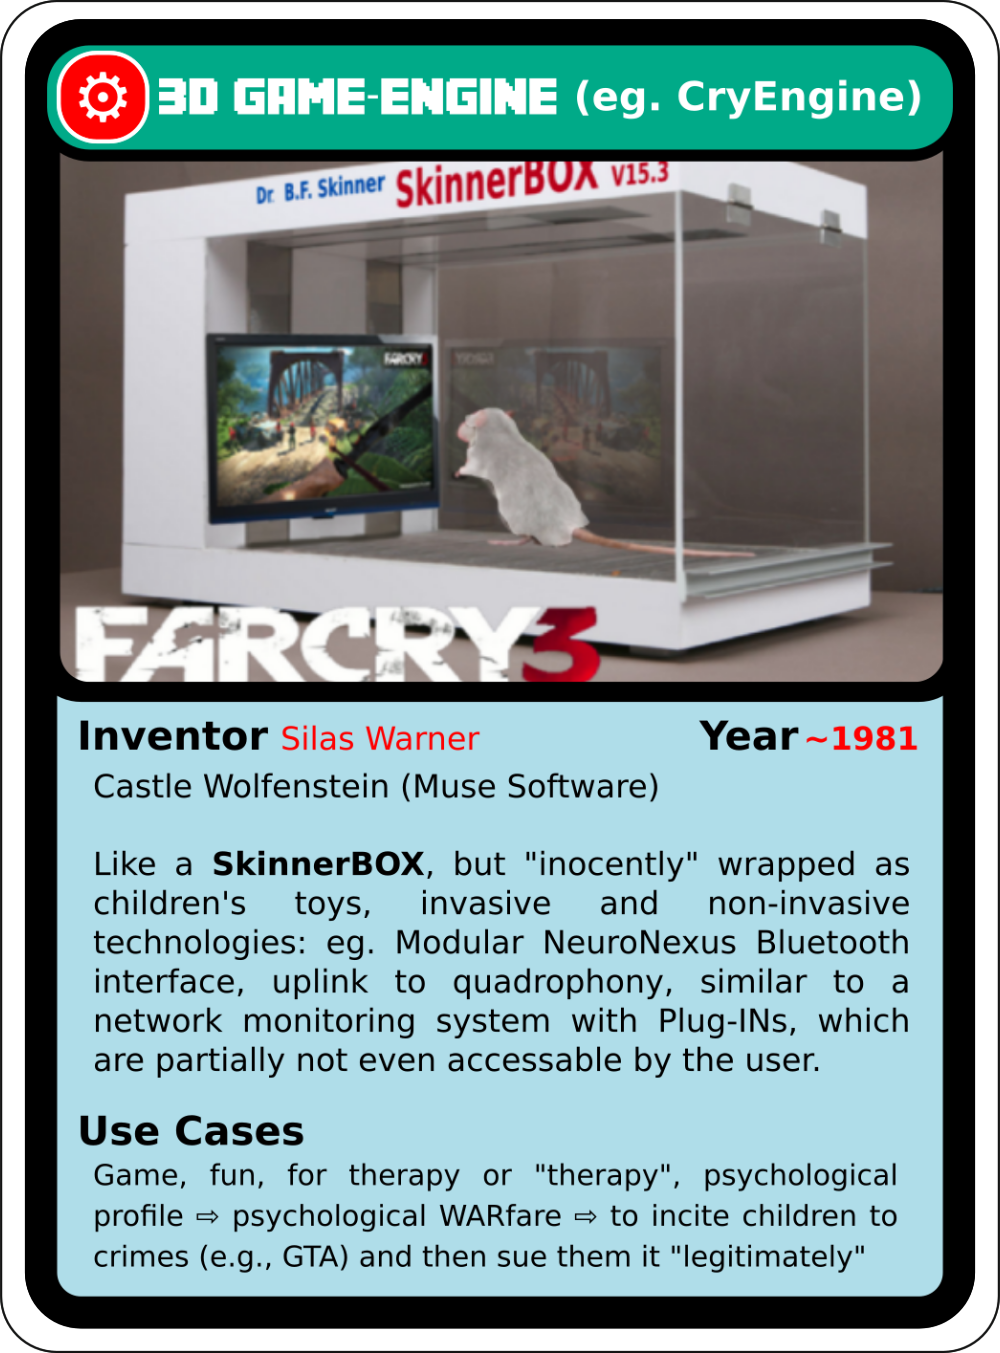 3D GAME-ENGINE (eg. CryEngine)
Dr. B.F. Skinner SkinnerBOX V15.3
FARCRY
FARCRY3
Inventor Silas Warner Year ~1981
Castle Wolfenstein (Muse Software)
Like a SkinnerBOX, but "inocently" wrapped as
children's toys, invasive and non-invasive
technologies: eg. Modular NeuroNexus Bluetooth
interface, uplink to quadrophony, similar to a
network monitoring system with Plug-INs, which
are partially not even accessable by the user.
Use Cases
Game, fun, for therapy or "therapy", psychological
profile ⇨ psychological WARfare ⇨ to incite children to
crimes (e.g., GTA) and then sue them it "legitimately"